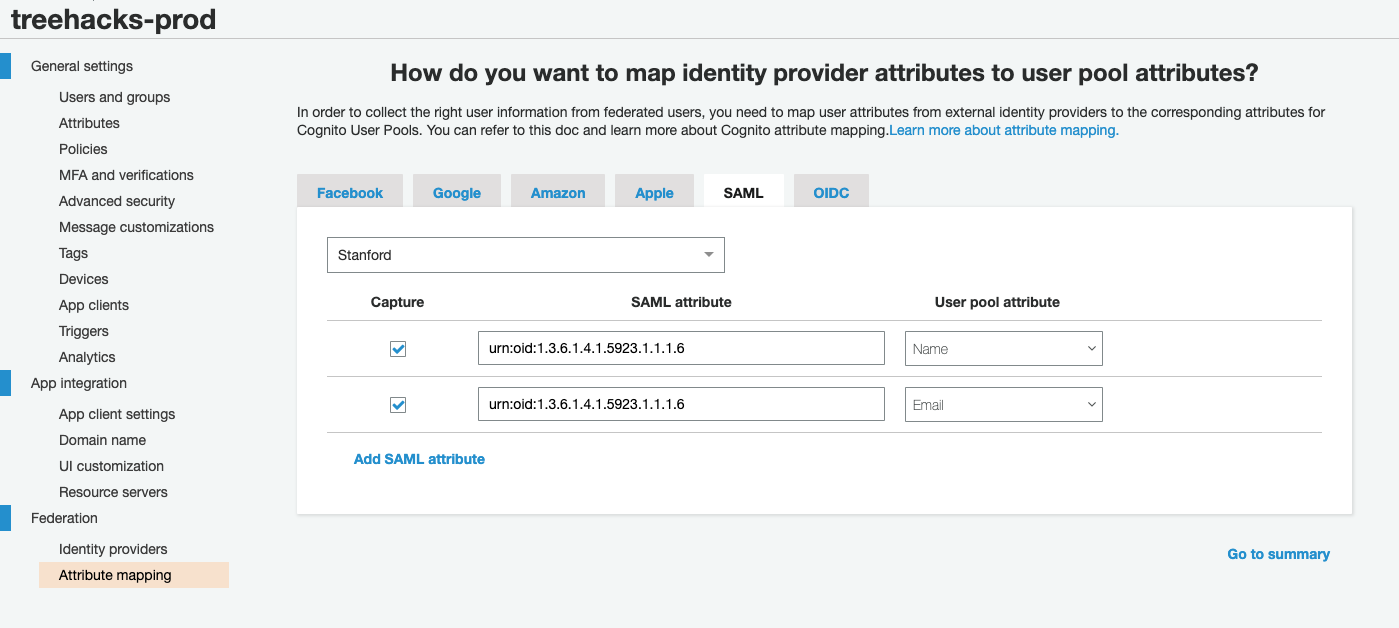 treehacks-prod
General settings
Users and groups
Attributes
Policies
MFA and verifications
Advanced security
Message customizations
Tags
Devices
App clients
Triggers
Analytics
App integration
App client settings
Domain name
UI customization
Resource servers
Federation
Identity providers
Attribute mapping
How do you want to map identity provider attributes to user pool attributes?
In order to collect the right user information from federated users, you need to map user attributes from external identity providers to the corresponding attributes for
Cognito User Pools. You can refer to this doc and learn more about Cognito attribute mapping.Learn more about attribute mapping.
Facebook Google Amazon Apple SAML OIDC
Stanford
Capture SAML attribute User pool attribute
urn:oid:1.3.6.1.4.1.5923.1.1.1.6 Name
urn:oid:1.3.6.1.4.1.5923.1.1.1.6 Email
Add SAML attribute
Go to summary